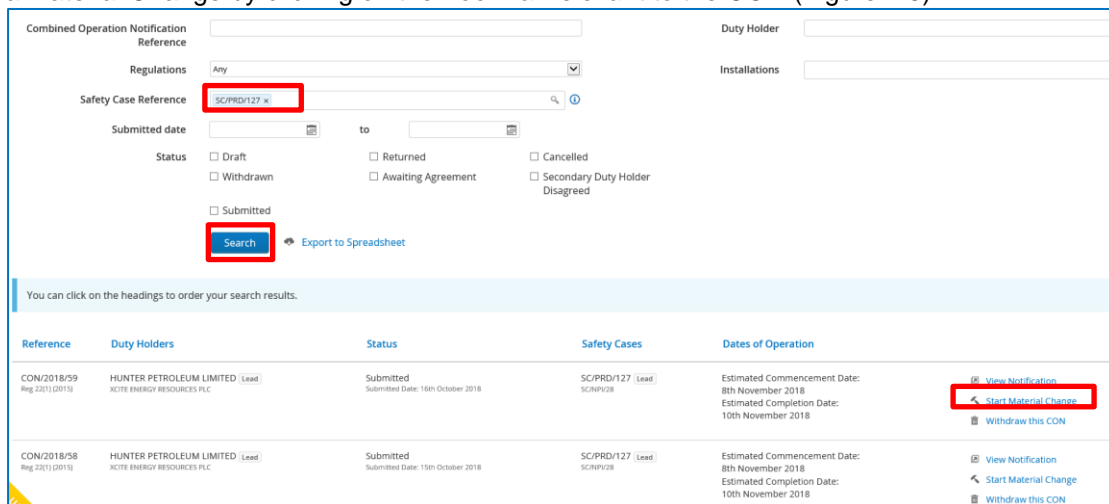 Combined Operation Notification Duty Holder
Reference
Regulations Any Installations
Safety Case Reference SC/PRD/127 x
Submitted date to
Status Draft Returned Cancelled
Withdrawn Awaiting Agreement Secondary Duty Holder
Disagreed
Submitted
Search Export to Spreadsheet
You can click on the headings to order your search results.
Reference Duty Holders Status Safety Cases Dates of Operation
CON/2018/59 HUNTER PETROLEUM LIMITED Lead Submitted SC/PRD/127 Lead Estimated Commencement Date:
Reg 22(1) (2015) XCITE ENERGY RESOURCES PLC Submitted Date: 16th October 2018 SC/NPI/28 8th November 2018 View Notification
Estimated Completion Date: Start Material Change
10th November 2018 Withdraw this CON
CON/2018/58 HUNTER PETROLEUM LIMITED Lead Submitted SC/PRD/127 Lead Estimated Commencement Date:
Reg 22(1) (2015) XCITE ENERGY RESOURCES PLC Submitted Date: 15th October 2018 SC/NPI/28 8th November 2018 View Notification
Estimated Completion Date: Start Material Change
10th November 2018 Withdraw this CON